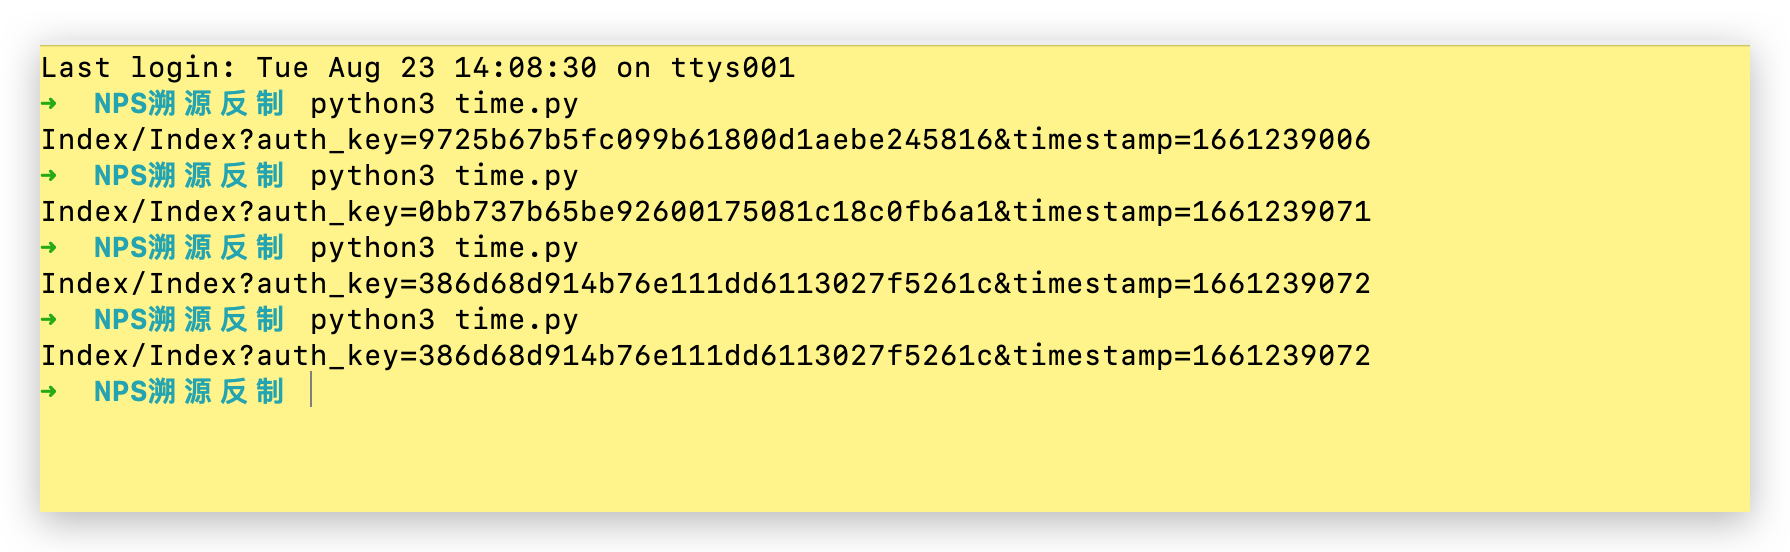 Last login: Tue Aug 23 14:08:30 on ttys001
➜ NPS溯源反制 python3 time.py
Index/Index?auth_key=9725b67b5fc099b61800d1aebe245816&timestamp=1661239006
➜ NPS溯源反制 python3 time.py
Index/Index?auth_key=0bb737b65be92600175081c18c0fb6a1&timestamp=1661239071
➜ NPS溯源反制 python3 time.py
Index/Index?auth_key=386d68d914b76e111dd6113027f5261c&timestamp=1661239072
➜ NPS溯源反制 python3 time.py
Index/Index?auth_key=386d68d914b76e111dd6113027f5261c&timestamp=1661239072
➜ NPS溯源反制